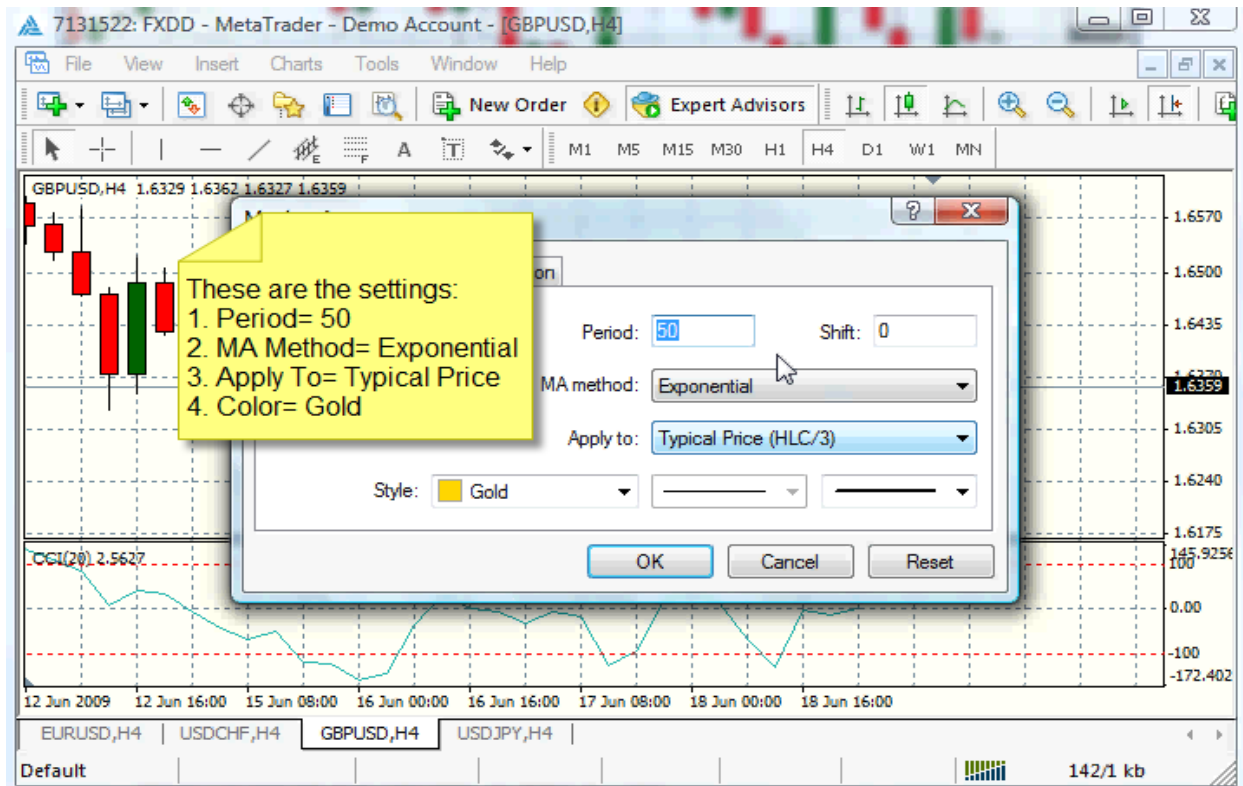 7131522: FXDD - MetaTrader - Demo Account - [GBPUSD,H4]
File View Insert Charts Tools Window Help
New Order Expert Advisors
A T M1 M5 M15 M30 H1 H4 D1 W1 MN
GBPUSD,H4 1.6329 1.6362 1.6327 1.6359
1.6570
1.6500
1.6435
1.6359
1.6305
1.6240
1.6175
These are the settings:
1. Period= 50
2. MA Method= Exponential
3. Apply To= Typical Price
4. Color= Gold
on
Period: 50 Shift: 0
MA method: Exponential
Apply to: Typical Price (HLC/3)
Style: Gold
OK Cancel Reset
CCI(20) 2.5627
145.9256
100
0.00
-100
-172.402
12 Jun 2009 12 Jun 16:00 15 Jun 08:00 16 Jun 00:00 16 Jun 16:00 17 Jun 08:00 18 Jun 00:00 18 Jun 16:00
EURUSD,H4 USDCHF,H4 GBPUSD,H4 USDJPY,H4
Default 142/1 kb